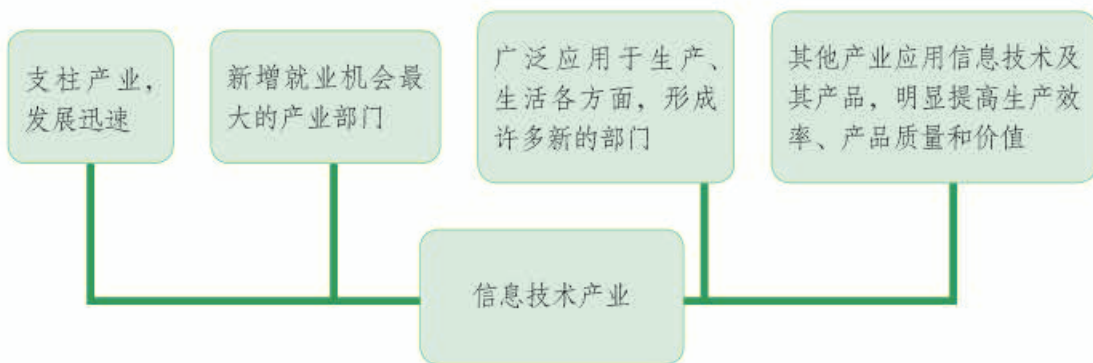 支柱产业，
发展迅速
新增就业机会最
大的产业部门
广泛应用于生产、
生活各方面，形成
许多新的部门
其他产业应用信息技术及
其产品，明显提高生产效
率、产品质量和价值
信息技术产业